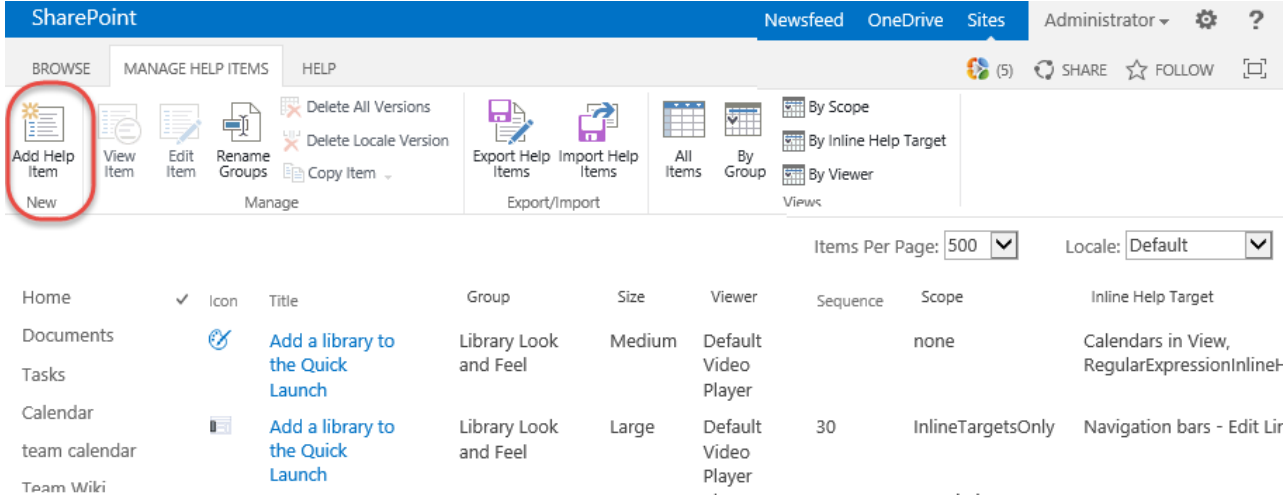 SharePoint
Newsfeed OneDrive Sites Administrator ?
BROWSE MANAGE HELP ITEMS HELP (5) SHARE FOLLOW
Add Help Item
View Item
Edit Item
Rename Groups
Delete All Versions
Delete Locale Version
Copy Item
Export Help Items
Import Help Items
All Items
By Group
By Scope
By Inline Help Target
By Viewer
New Manage Export/Import Views
Items Per Page: 500 Locale: Default
Home
Documents
Tasks
Calendar
team calendar
Team Wiki
Icon Title Group Size Viewer Sequence Scope Inline Help Target
Add a library to Library Look Medium Default none Calendars in View,
the Quick and Feel Video RegularExpressionInlineH
Launch Player
Add a library to Library Look Large Default 30 InlineTargetsOnly Navigation bars - Edit Lin
the Quick and Feel Video
Launch Player